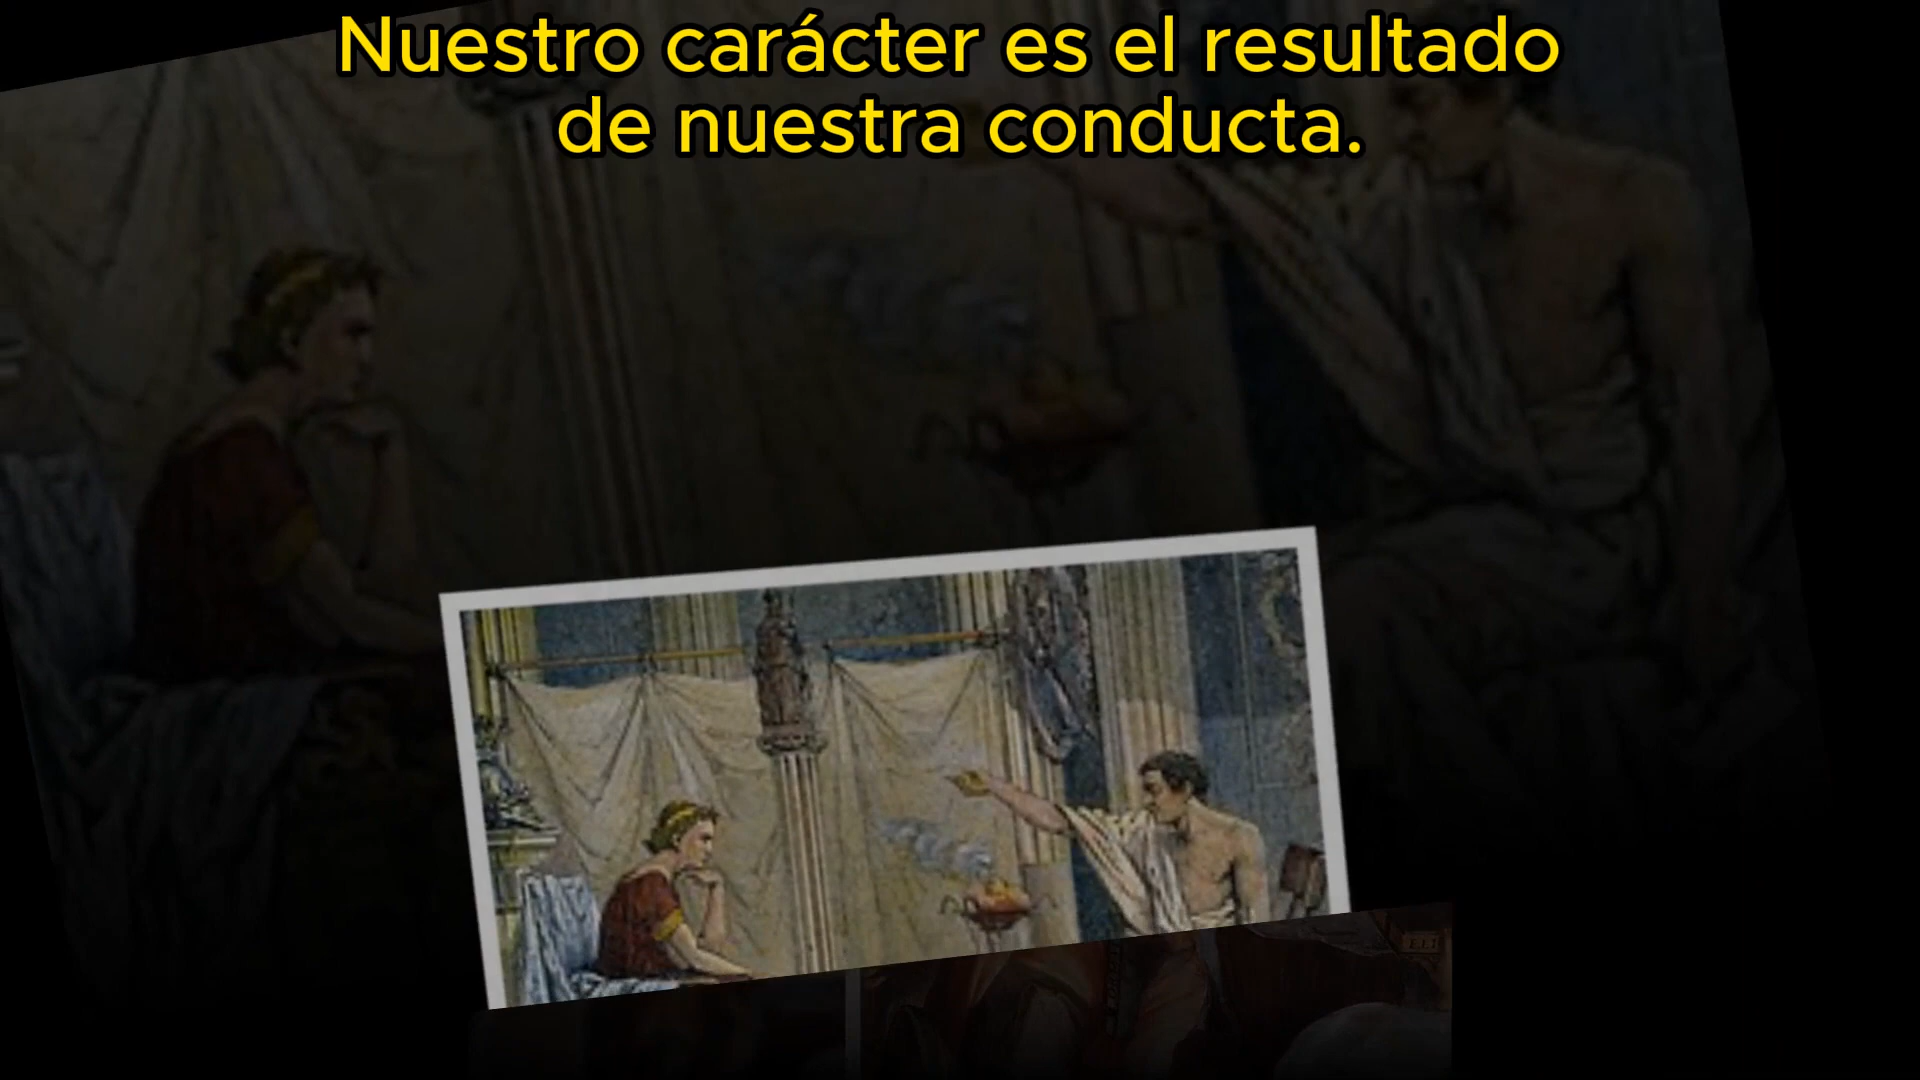 Nuestro carácter es el resultado
de nuestra conducta.